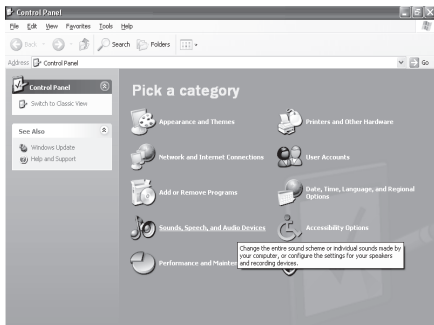 Control Panel
File Edit View Favorites Tools Help
Back Search Folders
Address Control Panel Go
Control Panel
Switch to Classic View
See Also
Windows Update
Help and Support
Pick a category
Appearance and Themes
Printers and Other Hardware
Network and Internet Connections
User Accounts
Add or Remove Programs
Date, Time, Language, and Regional
Options
Sounds, Speech, and Audio Devices
Accessibility Options
Performance and Mainten
Change the entire sound scheme or individual sounds made by
your computer, or configure the settings for your speakers
and recording devices.